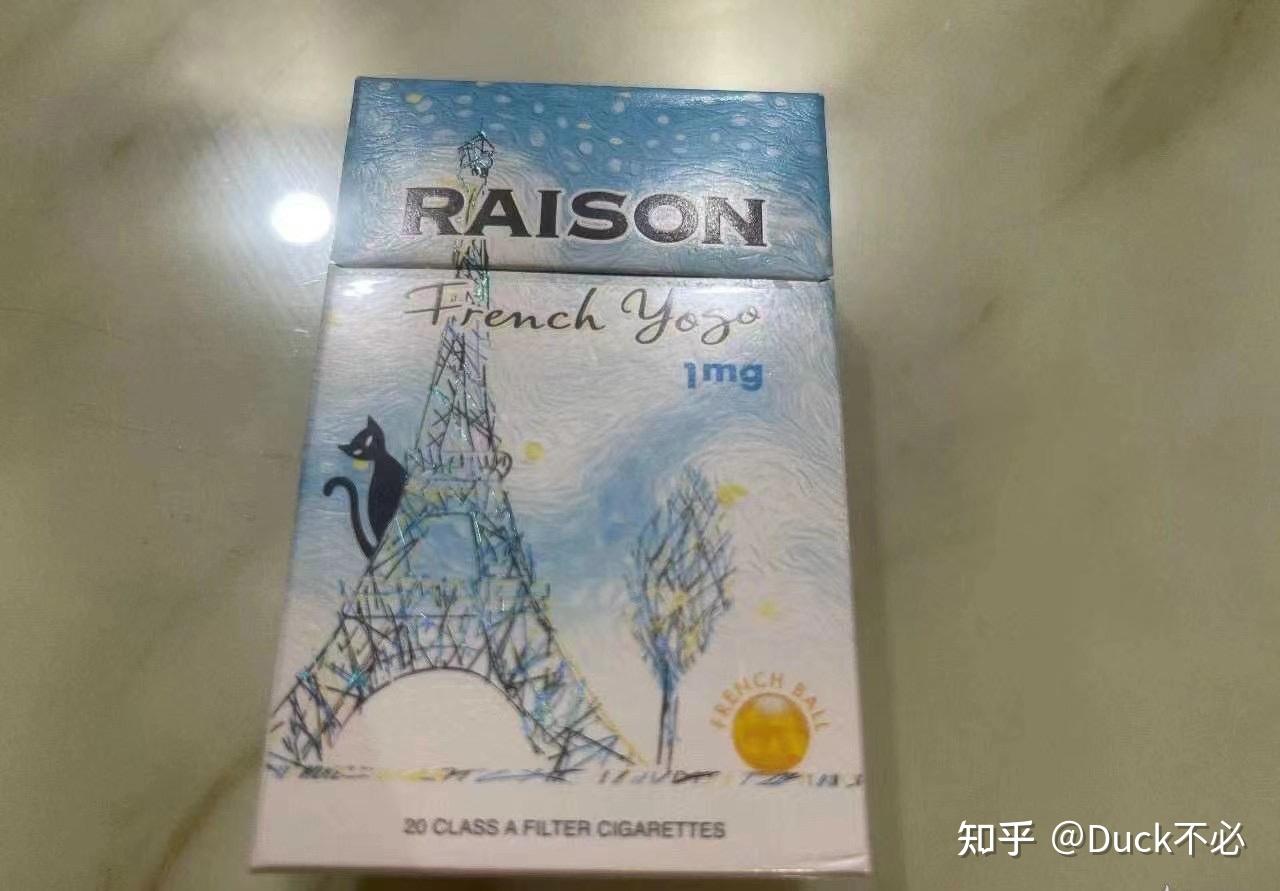 RAISON
French Yogo
1mg
FRENCH BALL
20 CLASS A FILTER CIGARETTES
知乎 @Duck不必